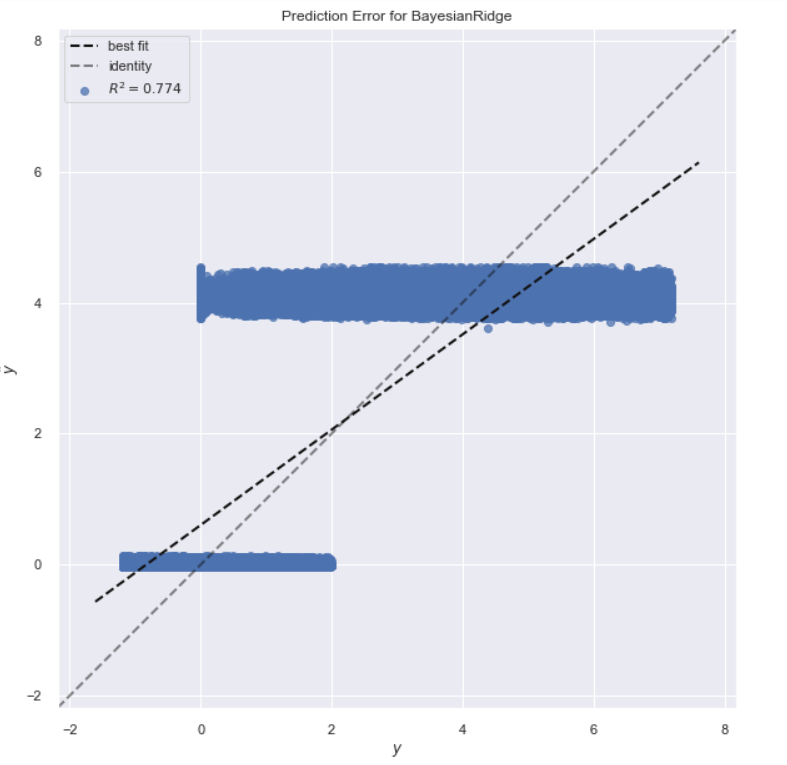 Prediction Error for BayesianRidge
best fit
identity
R² = 0.774
8
6
4
2
0
−2
ŷ
−2 0 2 4 6 8
y